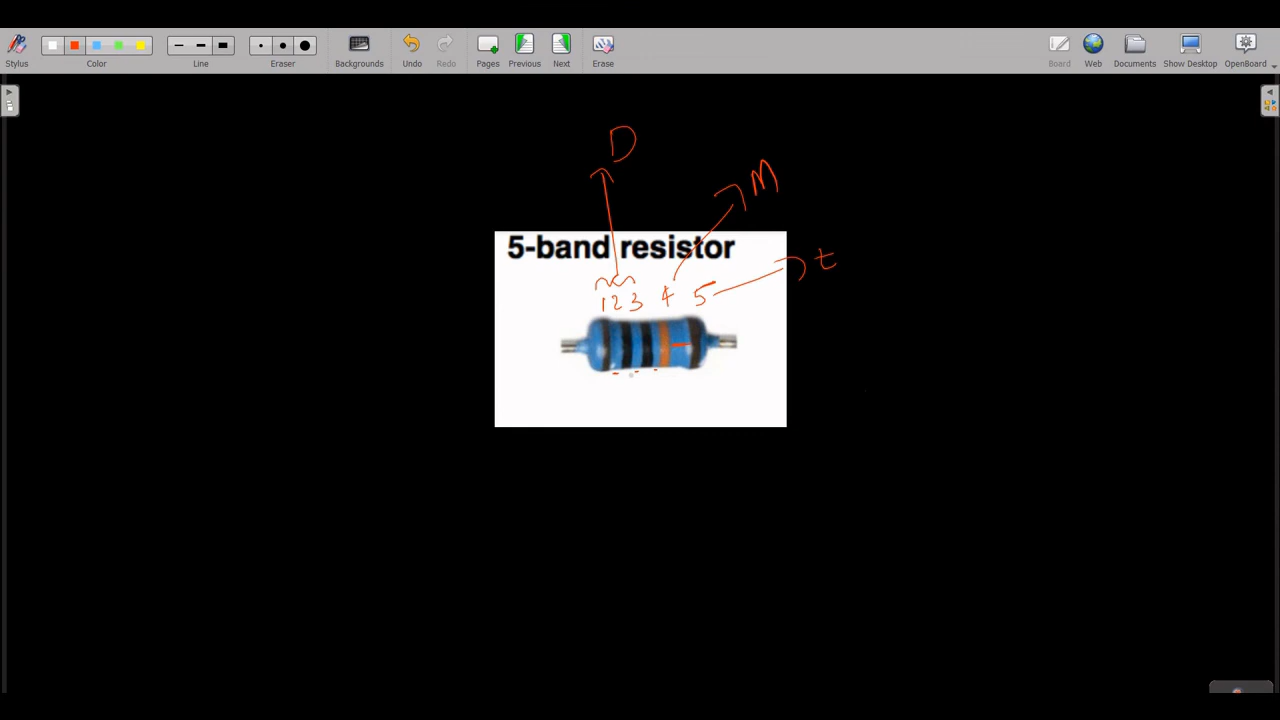 Stylus Color Line Eraser Backgrounds Undo Redo Pages Previous Next Erase Board Web Documents Show Desktop OpenBoard
D
M
5-band resistor
t
1 2 3 4 5